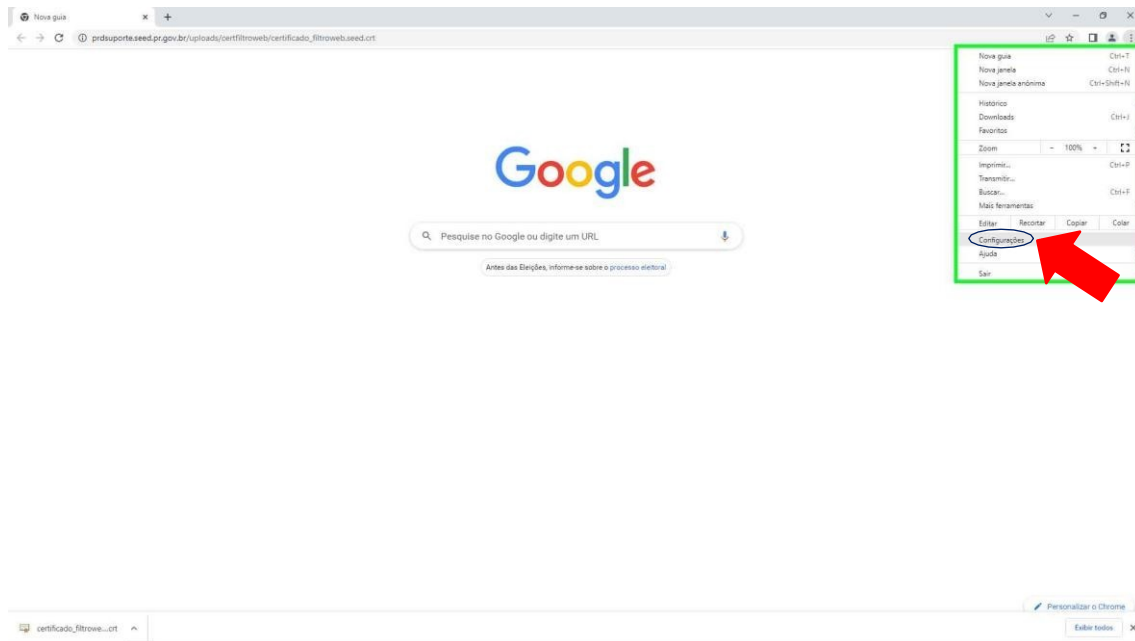 Nova guia
prdsuporte.seed.pr.gov.br/uploads/certfiltroweb/certificado_filtroweb.seed.crt
Nova guia Ctrl+T
Nova janela Ctrl+N
Nova janela anônima Ctrl+Shift+N
Histórico
Downloads Ctrl+J
Favoritos
Zoom - 100% +
Imprimir... Ctrl+P
Transmitir...
Buscar... Ctrl+F
Mais ferramentas
Editar Recortar Copiar Colar
Configurações
Ajuda
Sair
Google
Pesquise no Google ou digite um URL
Antes das Eleições, informe-se sobre o processo eleitoral
Personalizar o Chrome
certificado_filtrowe....crt
Exibir todos